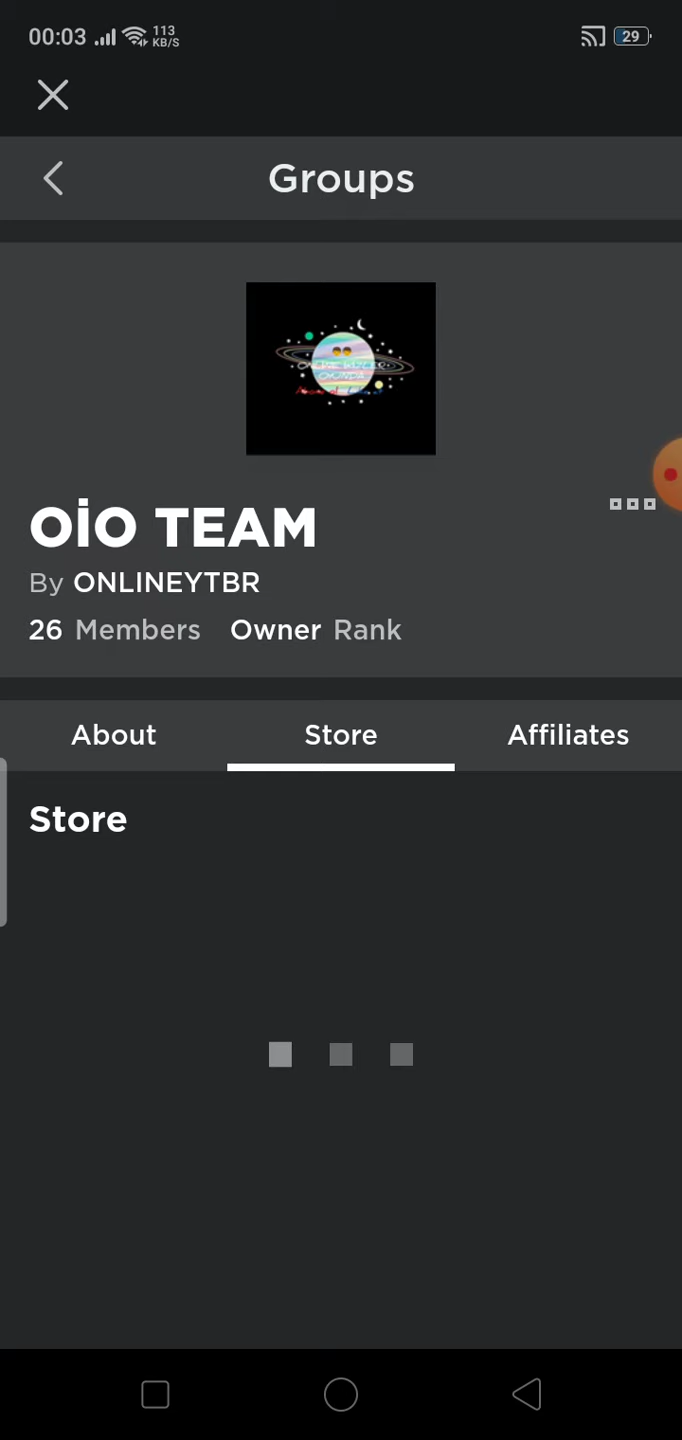 00:03 113 KB/S 29
Groups
OİO TEAM
By ONLINEYTBR
26 Members Owner Rank
About Store Affiliates
Store